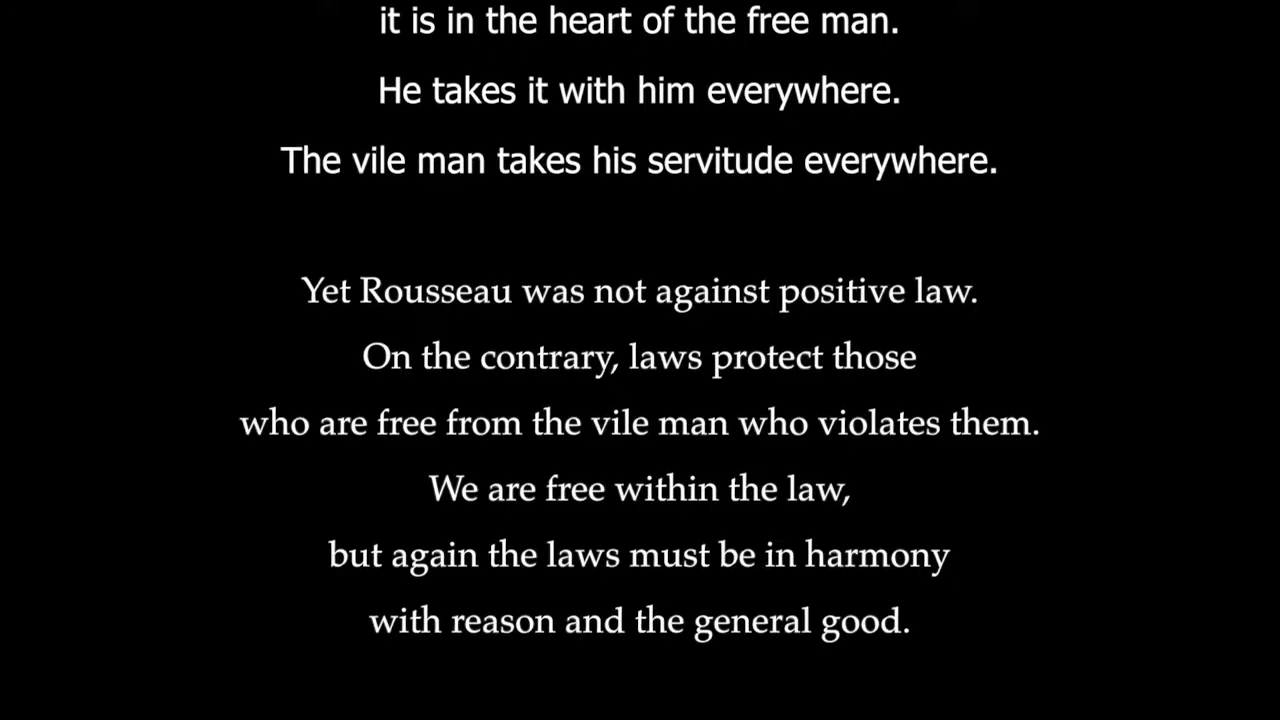 it is in the heart of the free man.
He takes it with him everywhere.
The vile man takes his servitude everywhere.
Yet Rousseau was not against positive law.
On the contrary, laws protect those
who are free from the vile man who violates them.
We are free within the law,
but again the laws must be in harmony
with reason and the general good.